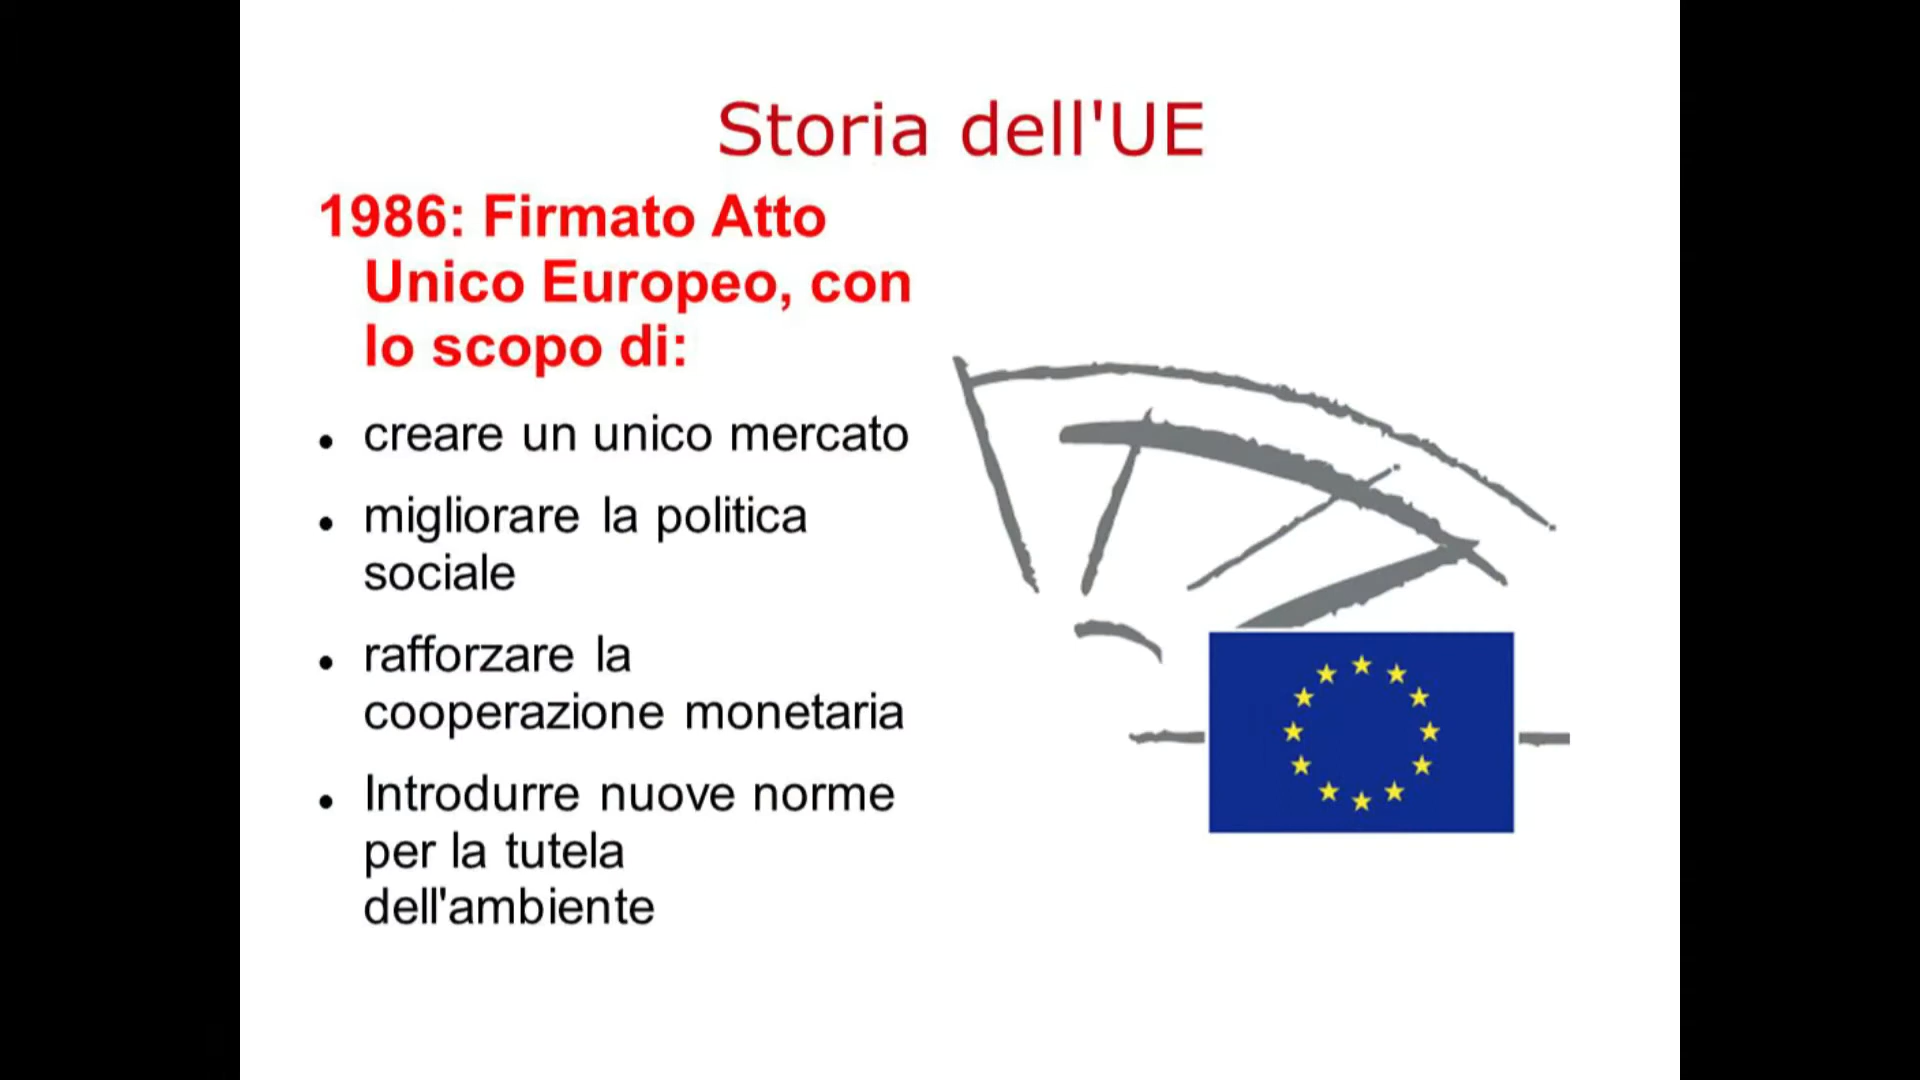 Storia dell'UE
1986: Firmato Atto
Unico Europeo, con
lo scopo di:
● creare un unico mercato
● migliorare la politica
sociale
● rafforzare la
cooperazione monetaria
● Introdurre nuove norme
per la tutela
dell'ambiente